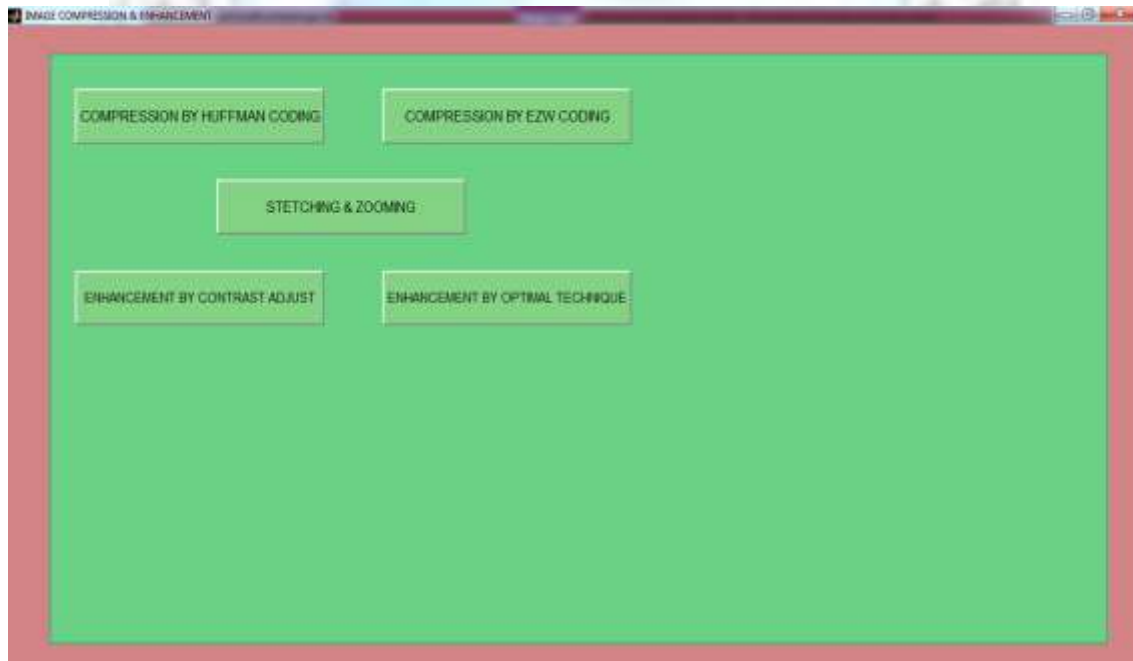 IMAGE COMPRESSION & ENHANCEMENT
COMPRESSION BY HUFFMAN CODING
COMPRESSION BY EZW CODING
STETCHING & ZOOMING
ENHANCEMENT BY CONTRAST ADJUST
ENHANCEMENT BY OPTIMAL TECHNIQUE